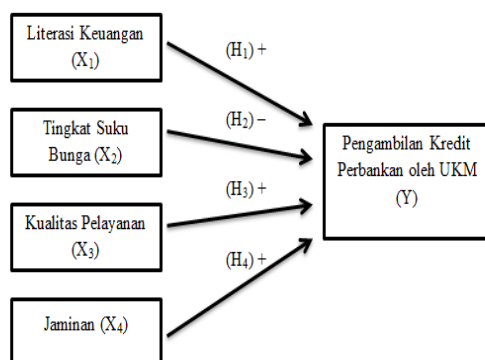 Literasi Keuangan
(X₁)
(H₁) +
Tingkat Suku
Bunga (X₂)
(H₂) –
Kualitas Pelayanan
(X₃)
(H₃) +
Jaminan (X₄)
(H₄) +
Pengambilan Kredit
Perbankan oleh UKM
(Y)